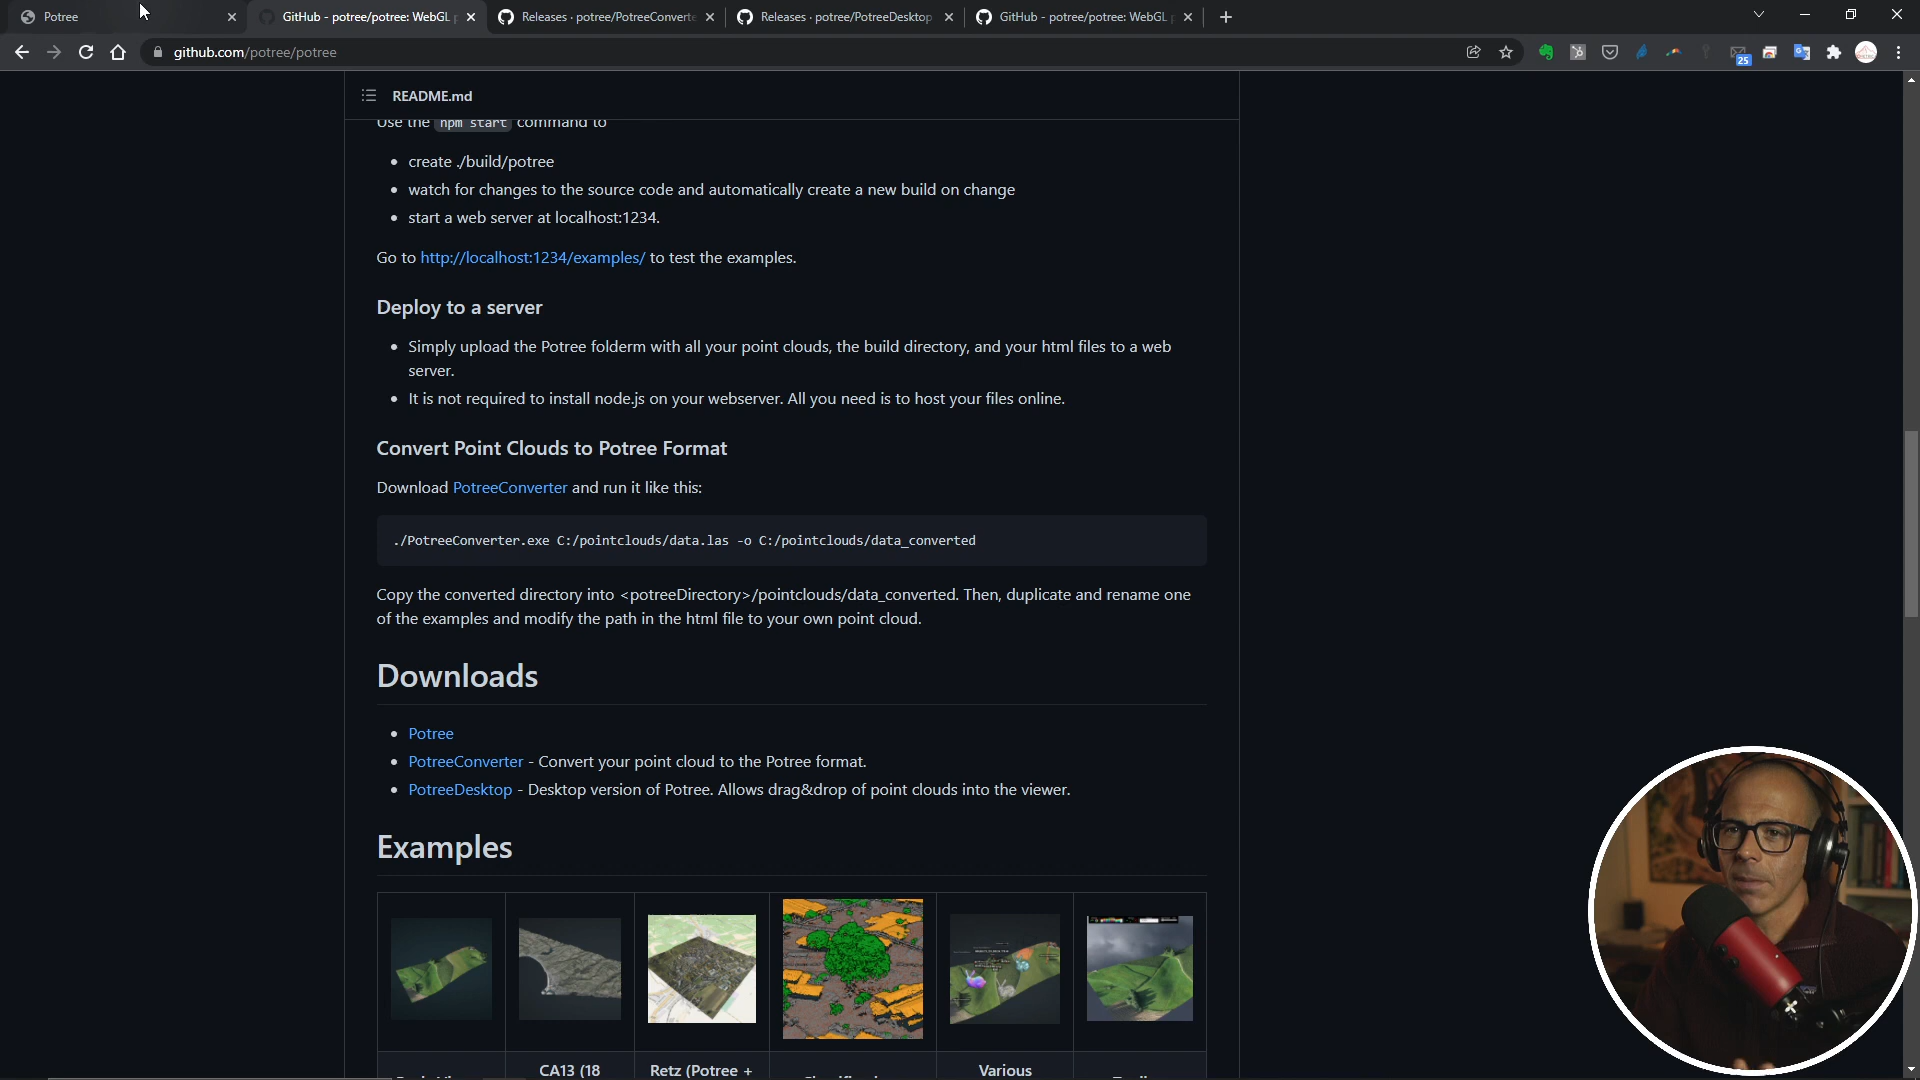 Potree
GitHub - potree/potree: WebGL p
Releases · potree/PotreeConverte
Releases · potree/PotreeDesktop
GitHub - potree/potree: WebGL p
github.com/potree/potree
25
README.md
Use the npm start command to
create ./build/potree
watch for changes to the source code and automatically create a new build on change
start a web server at localhost:1234.
Go to http://localhost:1234/examples/ to test the examples.
Deploy to a server
Simply upload the Potree folderm with all your point clouds, the build directory, and your html files to a web
server.
It is not required to install node.js on your webserver. All you need is to host your files online.
Convert Point Clouds to Potree Format
Download PotreeConverter and run it like this:
./PotreeConverter.exe C:/pointclouds/data.las -o C:/pointclouds/data_converted
Copy the converted directory into <potreeDirectory>/pointclouds/data_converted. Then, duplicate and rename one
of the examples and modify the path in the html file to your own point cloud.
Downloads
Potree
PotreeConverter - Convert your point cloud to the Potree format.
PotreeDesktop - Desktop version of Potree. Allows drag&drop of point clouds into the viewer.
Examples
CA13 (18
Retz (Potree +
Various